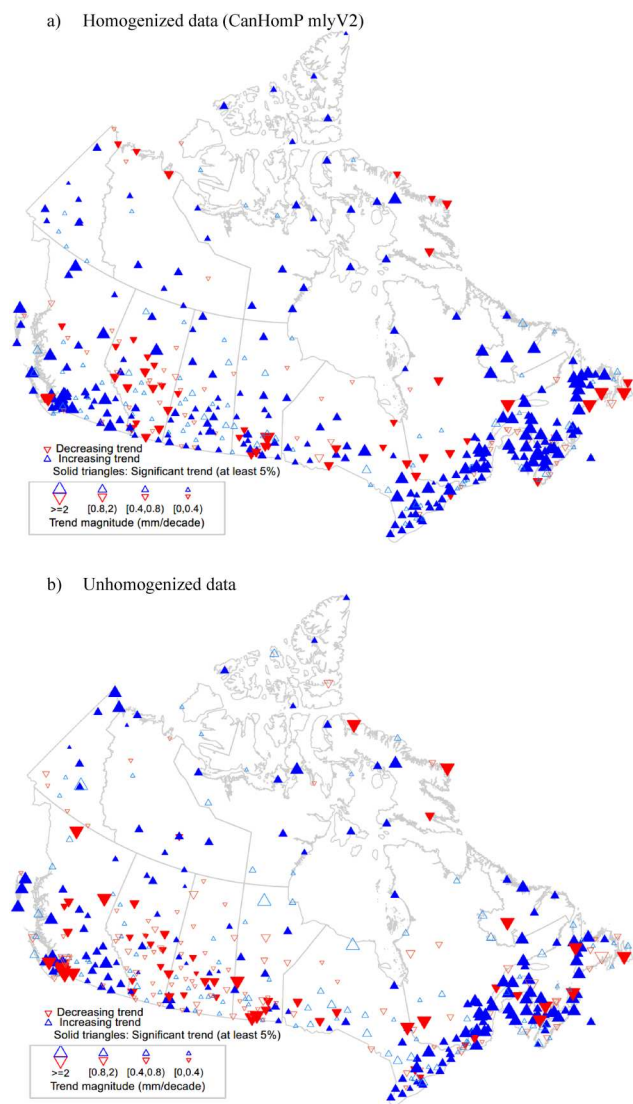 a) Homogenized data (CanHomP mlyV2)
Decreasing trend
Increasing trend
Solid triangles: Significant trend (at least 5%)
>=2 [0.8,2) [0.4,0.8) [0,0.4)
Trend magnitude (mm/decade)
b) Unhomogenized data
Decreasing trend
Increasing trend
Solid triangles: Significant trend (at least 5%)
>=2 [0.8,2) [0.4,0.8) [0,0.4)
Trend magnitude (mm/decade)